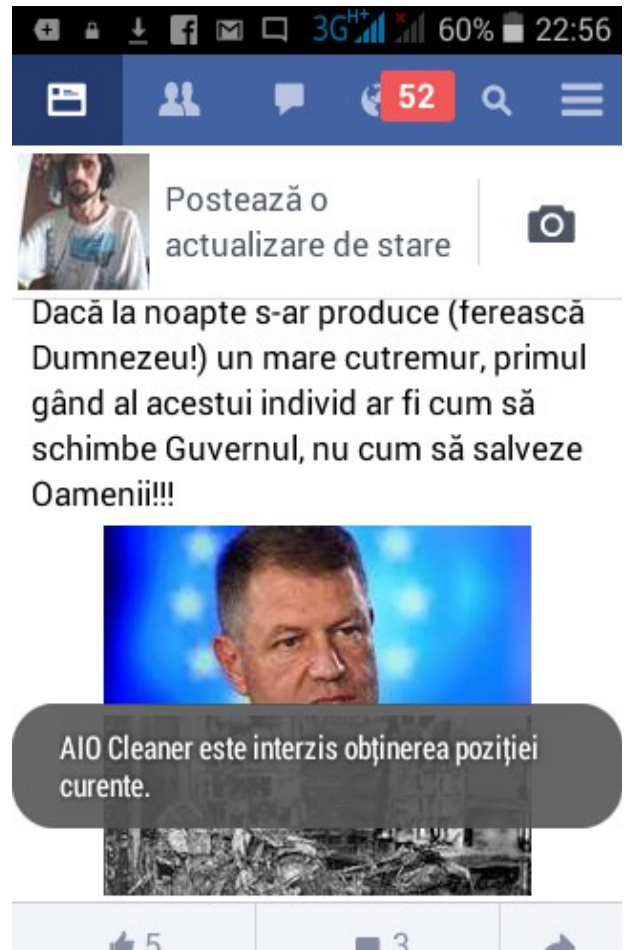 3G H+ 60% 22:56
52
Postează o
actualizare de stare
Dacă la noapte s-ar produce (ferească
Dumnezeu!) un mare cutremur, primul
gând al acestui individ ar fi cum să
schimbe Guvernul, nu cum să salveze
Oamenii!!!
AIO Cleaner este interzis obținerea poziției
curente.
5 3